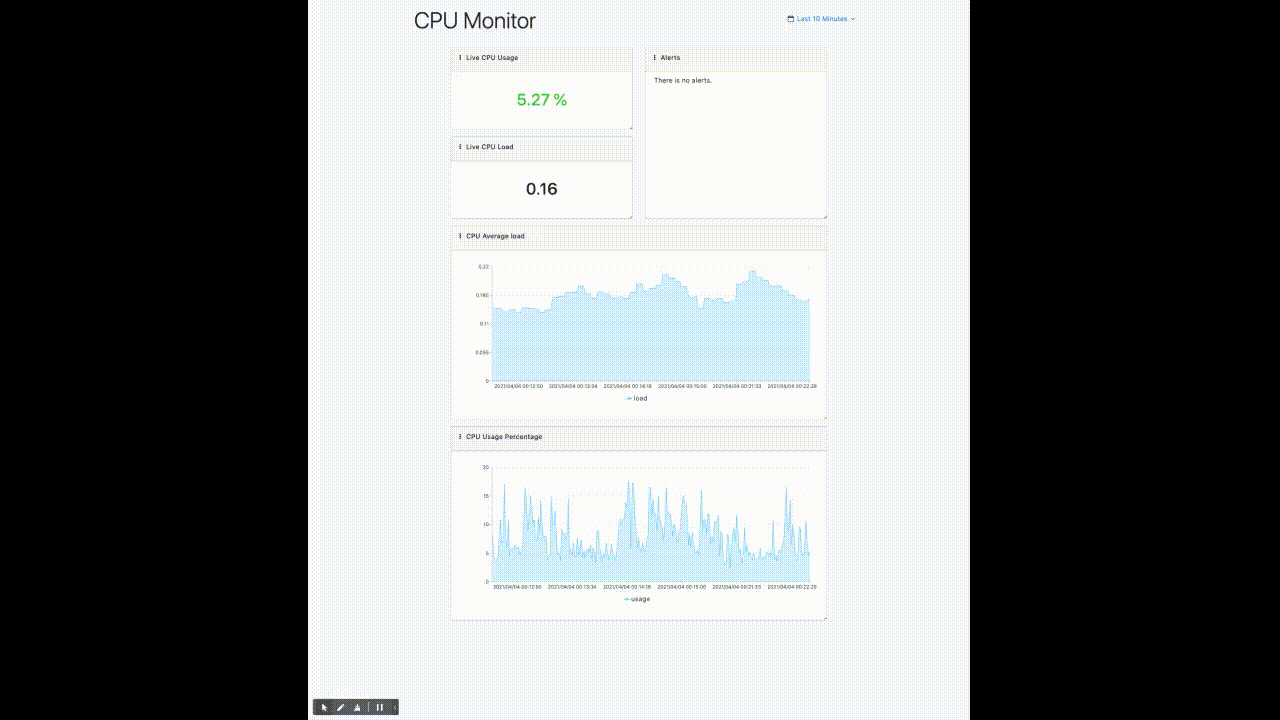 CPU Monitor
Last 10 Minutes
Live CPU Usage
5.27 %
Alerts
There is no alerts.
Live CPU Load
0.16
CPU Average load
0.22
0.165
0.11
0.055
0
2021/04/04 00:12:50 2021/04/04 00:13:34 2021/04/04 00:14:16 2021/04/04 00:15:00 2021/04/04 00:21:33 2021/04/04 00:22:29
load
CPU Usage Percentage
20
15
10
5
0
2021/04/04 00:12:50 2021/04/04 00:13:34 2021/04/04 00:14:16 2021/04/04 00:15:00 2021/04/04 00:21:33 2021/04/04 00:22:29
usage